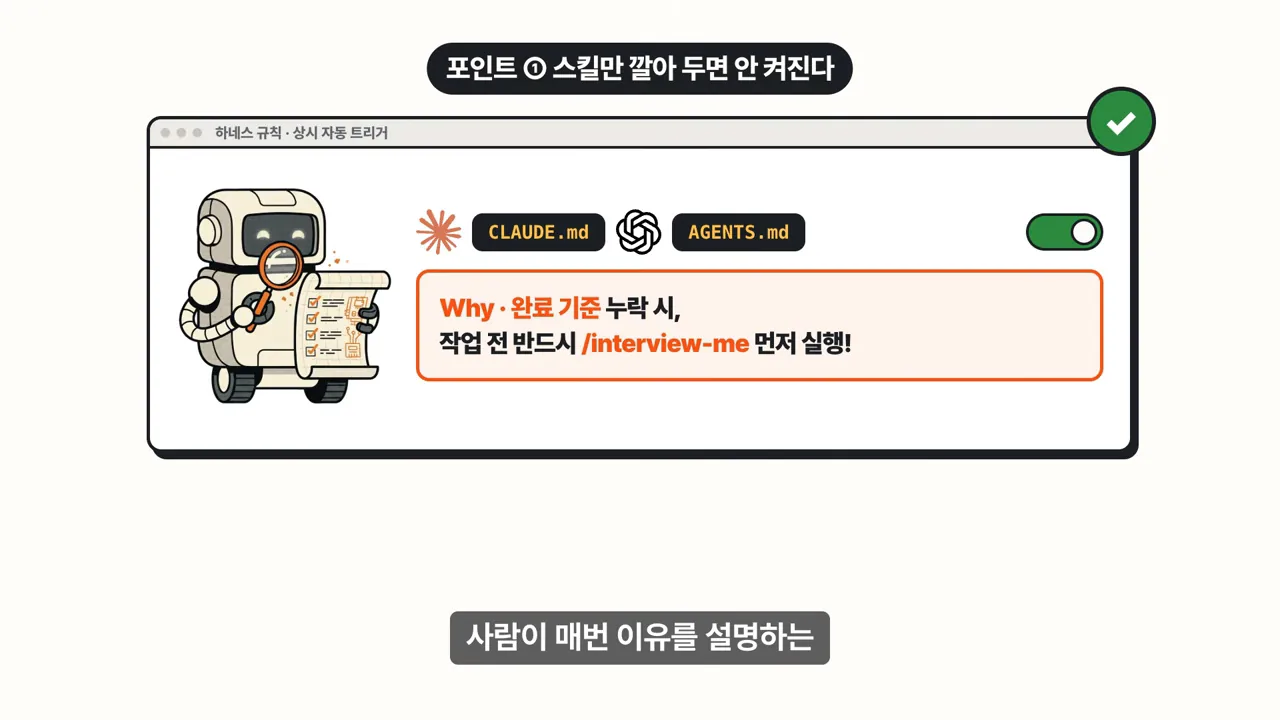 포인트 ① 스킬만 깔아 두면 안 켜진다
하네스 규칙 · 상시 자동 트리거
CLAUDE.md AGENTS.md
Why · 완료 기준 누락 시,
작업 전 반드시 /interview-me 먼저 실행!
사람이 매번 이유를 설명하는